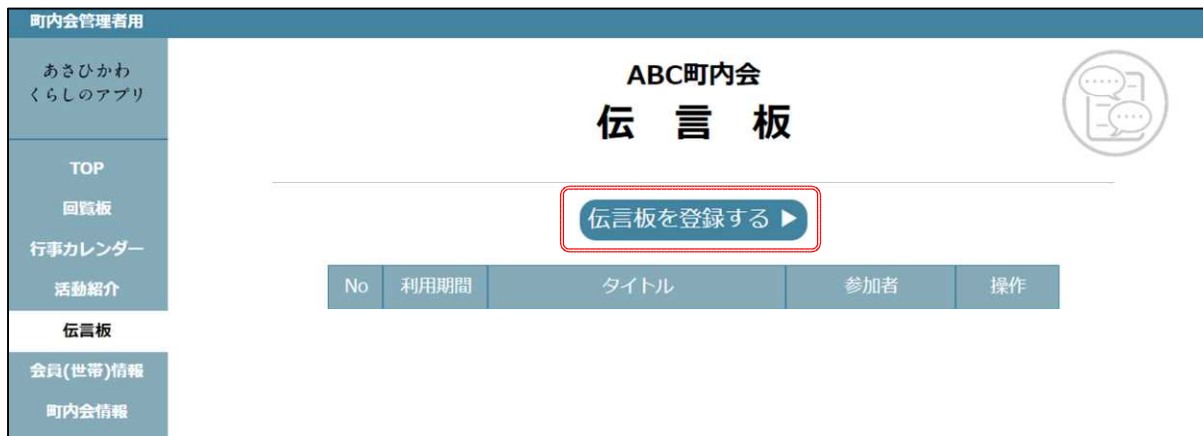 町内会管理者用
あさひかわ
くらしのアプリ
TOP
回覧板
行事カレンダー
活動紹介
伝言板
会員(世帯)情報
町内会情報
ABC町内会
伝言板
伝言板を登録する ▶
No 利用期間 タイトル 参加者 操作